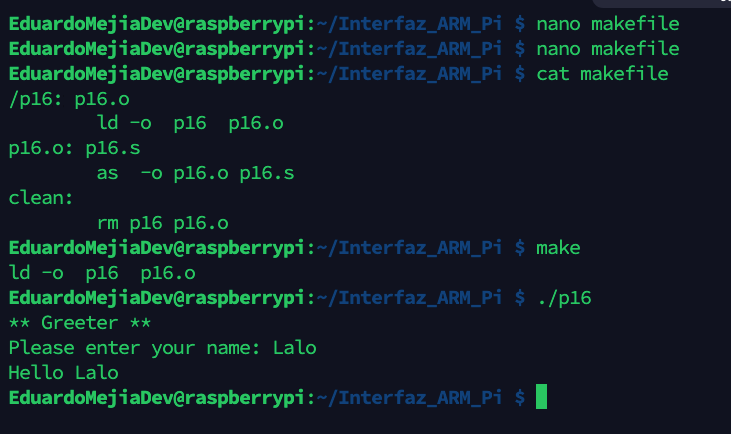 EduardoMejiaDev@raspberrypi:~/Interfaz_ARM_Pi $ nano makefile
EduardoMejiaDev@raspberrypi:~/Interfaz_ARM_Pi $ nano makefile
EduardoMejiaDev@raspberrypi:~/Interfaz_ARM_Pi $ cat makefile
/p16: p16.o
        ld -o  p16  p16.o
p16.o: p16.s
        as  -o p16.o p16.s
clean:
        rm p16 p16.o
EduardoMejiaDev@raspberrypi:~/Interfaz_ARM_Pi $ make
ld -o  p16  p16.o
EduardoMejiaDev@raspberrypi:~/Interfaz_ARM_Pi $ ./p16
** Greeter **
Please enter your name: Lalo
Hello Lalo
EduardoMejiaDev@raspberrypi:~/Interfaz_ARM_Pi $